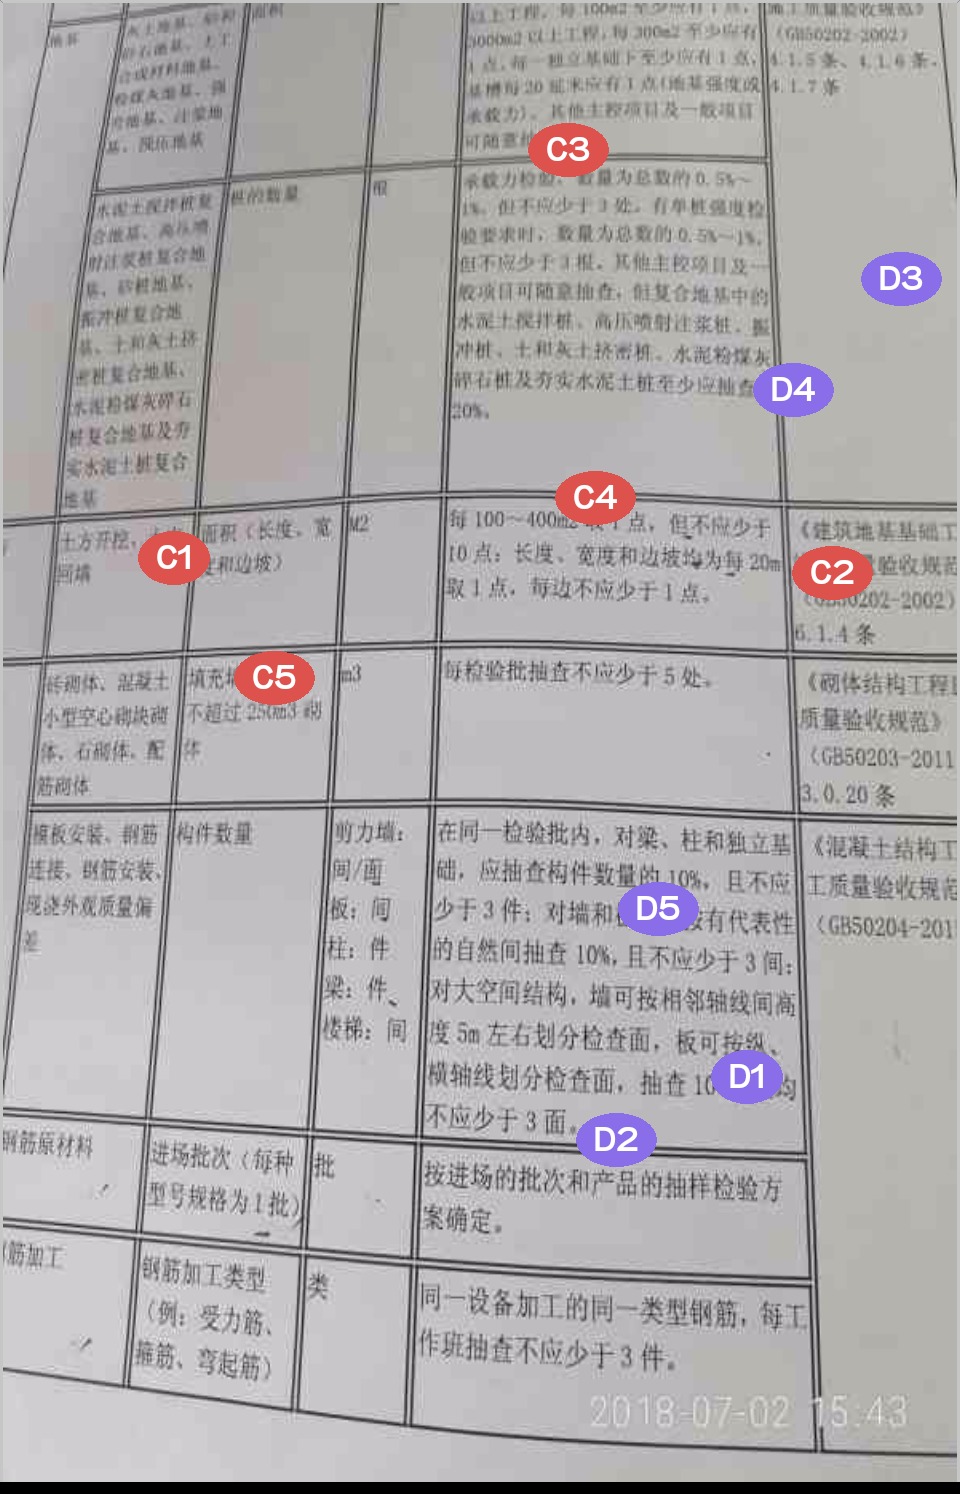 地基
灰土地基、砂和
砂石地基、土工
合成材料地基、
粉煤灰地基、强
夯地基、注浆地
基、预压地基
面积
以上工程，每 100m2 至少应有 1 点，
3000m2 以上工程，每 300m2 至少应有
1 点，每一独立基础下至少应有 1 点，
基槽每 20 延米应有 1 点（地基强度或
承载力）。其他主控项目及一般项目
可随意
施工质量验收规范》
（GB50202-2002）
4.1.5 条、4.1.6 条、
4.1.7 条
水泥土搅拌桩复
合地基、高压喷
射注浆桩复合地
基、砂桩地基、
振冲桩复合地
基、土和灰土挤
密桩复合地基、
水泥粉煤灰碎石
桩复合地基及夯
实水泥土桩复合
地基
桩的数量
根
承载力检验，数量为总数的 0.5%～
1%，但不应少于 3 处，有单桩强度检
验要求时，数量为总数的 0.5%～1%，
但不应少于 3 根。其他主控项目及一
般项目可随意抽查，但复合地基中的
水泥土搅拌桩、高压喷射注浆桩、振
冲桩、土和灰土挤密桩、水泥粉煤灰
碎石桩及夯实水泥土桩至少应抽查
20%。
土方开挖、
回填
面积（长度、宽
度和边坡）
M2
每 100～400m2 取 1 点，但不应少于
10 点；长度、宽度和边坡均为每 20m
取 1 点，每边不应少于 1 点。
《建筑地基基础工
量验收规范
（GB50202-2002）
6.1.4 条
砖砌体、混凝土
小型空心砌块砌
体、石砌体、配
筋砌体
填充
不超过 250m3 砌
体
m3
每检验批抽查不应少于 5 处。
《砌体结构工程
质量验收规范》
（GB50203-2011
3.0.20 条
模板安装、钢筋
连接、钢筋安装、
现浇外观质量偏
差
构件数量
剪力墙：
间/面
板：间
柱：件
梁：件、
楼梯：间
在同一检验批内，对梁、柱和独立基
础，应抽查构件数量的 10%，且不应
少于 3 件；对墙和 按有代表性
的自然间抽查 10%，且不应少于 3 间；
对大空间结构，墙可按相邻轴线间高
度 5m 左右划分检查面，板可按纵、
横轴线划分检查面，抽查 10 均
不应少于 3 面。
《混凝土结构工
工质量验收规范
（GB50204-201
钢筋原材料
进场批次（每种
型号规格为 1 批）
批
按进场的批次和产品的抽样检验方
案确定。
筋加工
钢筋加工类型
（例：受力筋、
箍筋、弯起筋）
类
同一设备加工的同一类型钢筋，每工
作班抽查不应少于 3 件。
2018-07-02 15:43
C3
D3
D4
C4
C1
C2
C5
D5
D1
D2